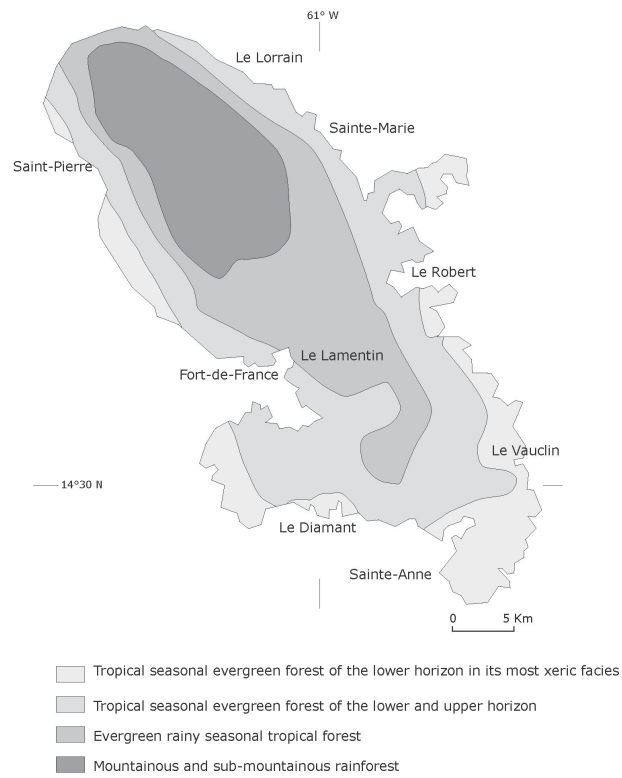 61° W
Le Lorrain
Sainte-Marie
Saint-Pierre
Le Robert
Le Lamentin
Fort-de-France
Le Vauclin
14°30 N
Le Diamant
Sainte-Anne
0 5 Km
Tropical seasonal evergreen forest of the lower horizon in its most xeric facies
Tropical seasonal evergreen forest of the lower and upper horizon
Evergreen rainy seasonal tropical forest
Mountainous and sub-mountainous rainforest